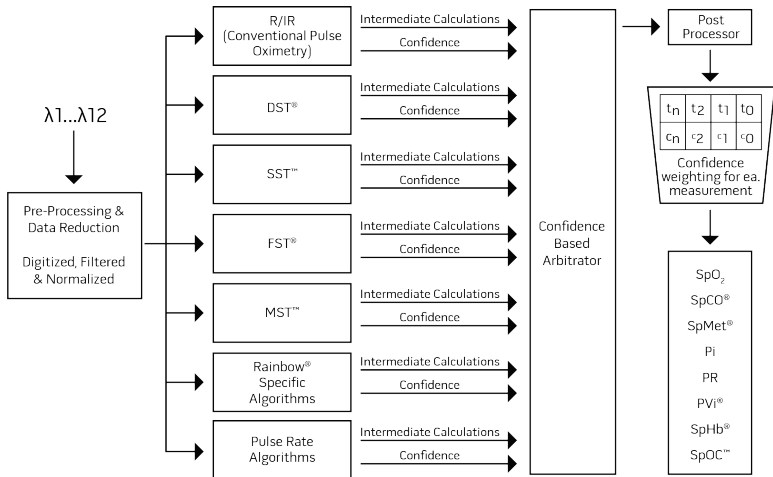 λ1...λ12
Pre-Processing &
Data Reduction
Digitized, Filtered
& Normalized
R/IR
(Conventional Pulse
Oximetry)
Intermediate Calculations
Confidence
DST®
Intermediate Calculations
Confidence
SST™
Intermediate Calculations
Confidence
FST®
Intermediate Calculations
Confidence
MST™
Intermediate Calculations
Confidence
Rainbow®
Specific
Algorithms
Intermediate Calculations
Confidence
Pulse Rate
Algorithms
Intermediate Calculations
Confidence
Confidence
Based
Arbitrator
Post
Processor
tn t2 t1 t0
cn c2 c1 c0
Confidence
weighting for ea.
measurement
SpO₂
SpCO®
SpMet®
Pi
PR
PVi®
SpHb®
SpOC™